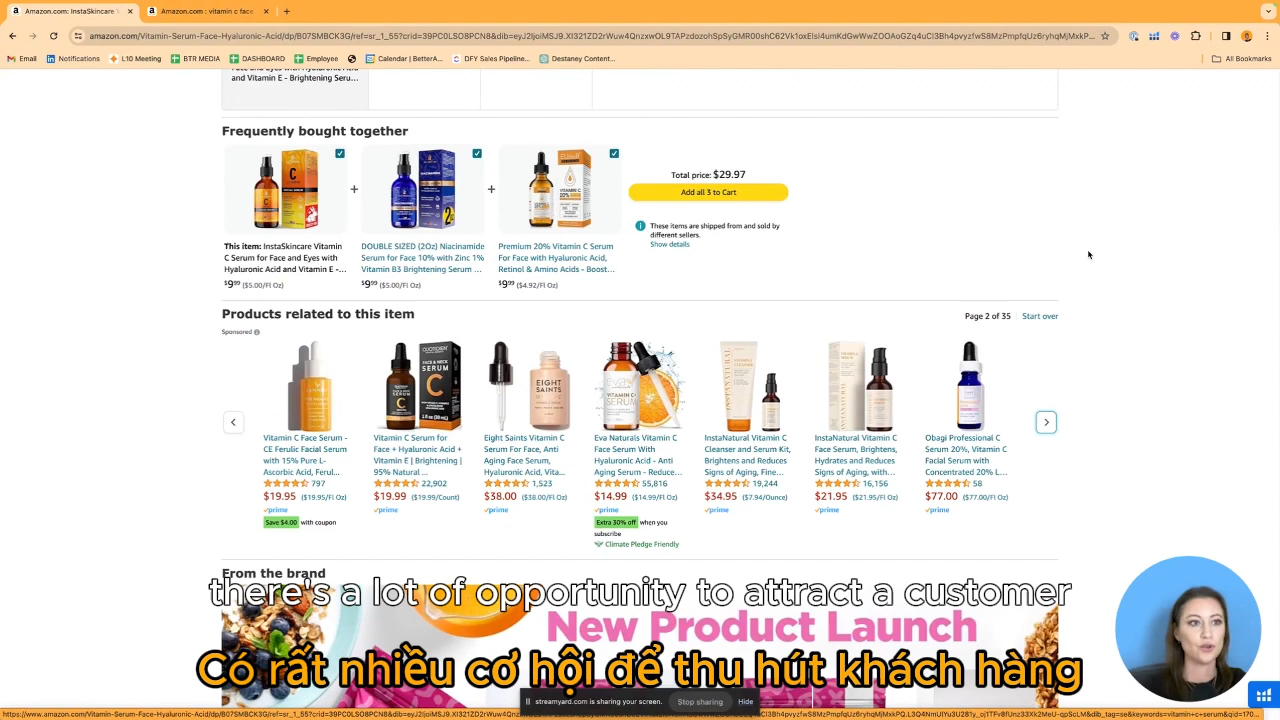 Amazon.com: InstaSkincare V
Amazon.com : vitamin c face
Email
Notifications
L10 Meeting
BTR MEDIA
DASHBOARD
Employee
Calendar | BetterA...
DFY Sales Pipeline...
Destaney Content...
All Bookmarks
and Vitamin E - Brightening Seru...
Frequently bought together
Total price: $29.97
Add all 3 to Cart
These items are shipped from and sold by
different sellers.
Show details
This item: InstaSkincare Vitamin
C Serum for Face and Eyes with
Hyaluronic Acid and Vitamin E -...
$9.99 ($5.00/Fl Oz)
DOUBLE SIZED (2Oz) Niacinamide
Serum for Face 10% with Zinc 1%
Vitamin B3 Brightening Serum ...
$9.99 ($5.00/Fl Oz)
Premium 20% Vitamin C Serum
For Face with Hyaluronic Acid,
Retinol & Amino Acids - Boost...
$9.99 ($4.92/Fl Oz)
Products related to this item
Page 2 of 35
Start over
Sponsored
Vitamin C Face Serum -
CE Ferulic Facial Serum
with 15% Pure L-
Ascorbic Acid, Ferul...
797
$19.95 ($19.95/Fl Oz)
prime
Save $4.00 with coupon
Vitamin C Serum for
Face + Hyaluronic Acid +
Vitamin E | Brightening |
95% Natural ...
22,902
$19.99 ($19.99/Count)
prime
Eight Saints Vitamin C
Serum For Face, Anti
Aging Face Serum,
Hyaluronic Acid, Vita...
1,523
$38.00 ($38.00/Fl Oz)
prime
Eva Naturals Vitamin C
Face Serum With
Hyaluronic Acid - Anti
Aging Serum - Reduce...
55,816
$14.99 ($14.99/Fl Oz)
prime
Extra 30% off when you
subscribe
Climate Pledge Friendly
InstaNatural Vitamin C
Cleanser and Serum Kit,
Brightens and Reduces
Signs of Aging, Fine...
19,244
$34.95 ($7.94/Ounce)
prime
InstaNatural Vitamin C
Face Serum, Brightens,
Hydrates and Reduces
Signs of Aging, with...
16,156
$21.95 ($21.95/Fl Oz)
prime
Obagi Professional C
Serum 20%, Vitamin C
Facial Serum with
Concentrated 20% L...
58
$77.00 ($77.00/Fl Oz)
prime
From the brand
there's a lot of opportunity to attract a customer
New Product Launch
Có rất nhiều cơ hội để thu hút khách hàng
streamyard.com is sharing your screen.
Stop sharing
Hide